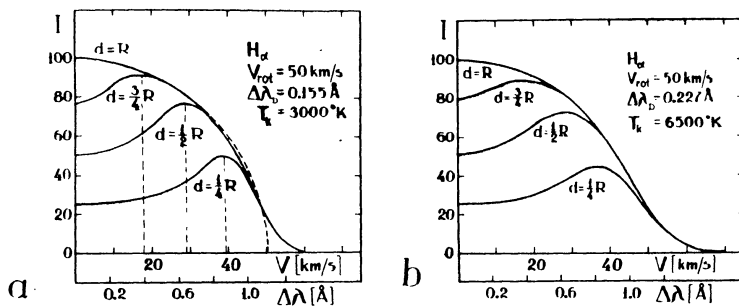 I
100
80
60
40
20
0
d=R
d=3/4R
d=1/2R
d=1/4R
Hα
Vrot=50 km/s
ΔλD=0.155Å
Tk=3000°K
20
40
V [km/s]
0.2
0.6
1.0
Δλ [Å]
a
I
100
80
60
40
20
0
d=R
d=3/4R
d=1/2R
d=1/4R
Hα
Vrot=50 km/s
ΔλD=0.227Å
Tk=6500°K
20
40
V [km/s]
0.2
0.6
1.0
Δλ [Å]
b